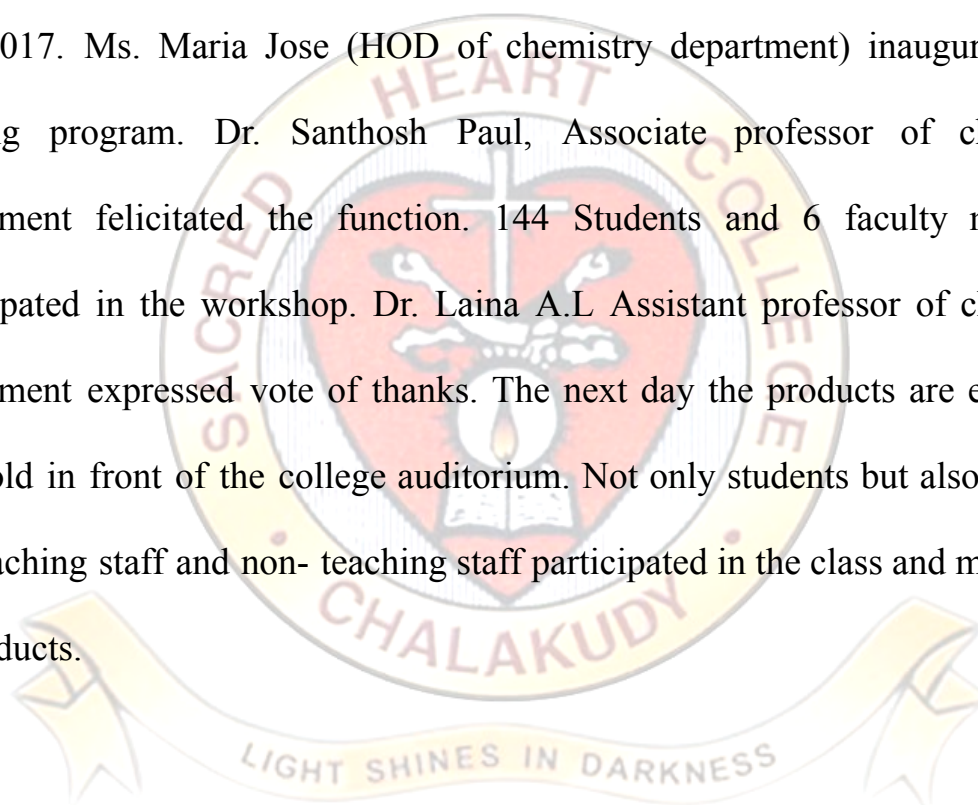 017. Ms. Maria Jose (HOD of chemistry department) inaugur
g program. Dr. Santhosh Paul, Associate professor of c
ment felicitated the function. 144 Students and 6 faculty
pated in the workshop. Dr. Laina A.L Assistant professor of c
ment expressed vote of thanks. The next day the products are e
old in front of the college auditorium. Not only students but also
aching staff and non- teaching staff participated in the class and m
ducts.
SACRED HEART COLLEGE
CHALAKUDY
LIGHT SHINES IN DARKNESS